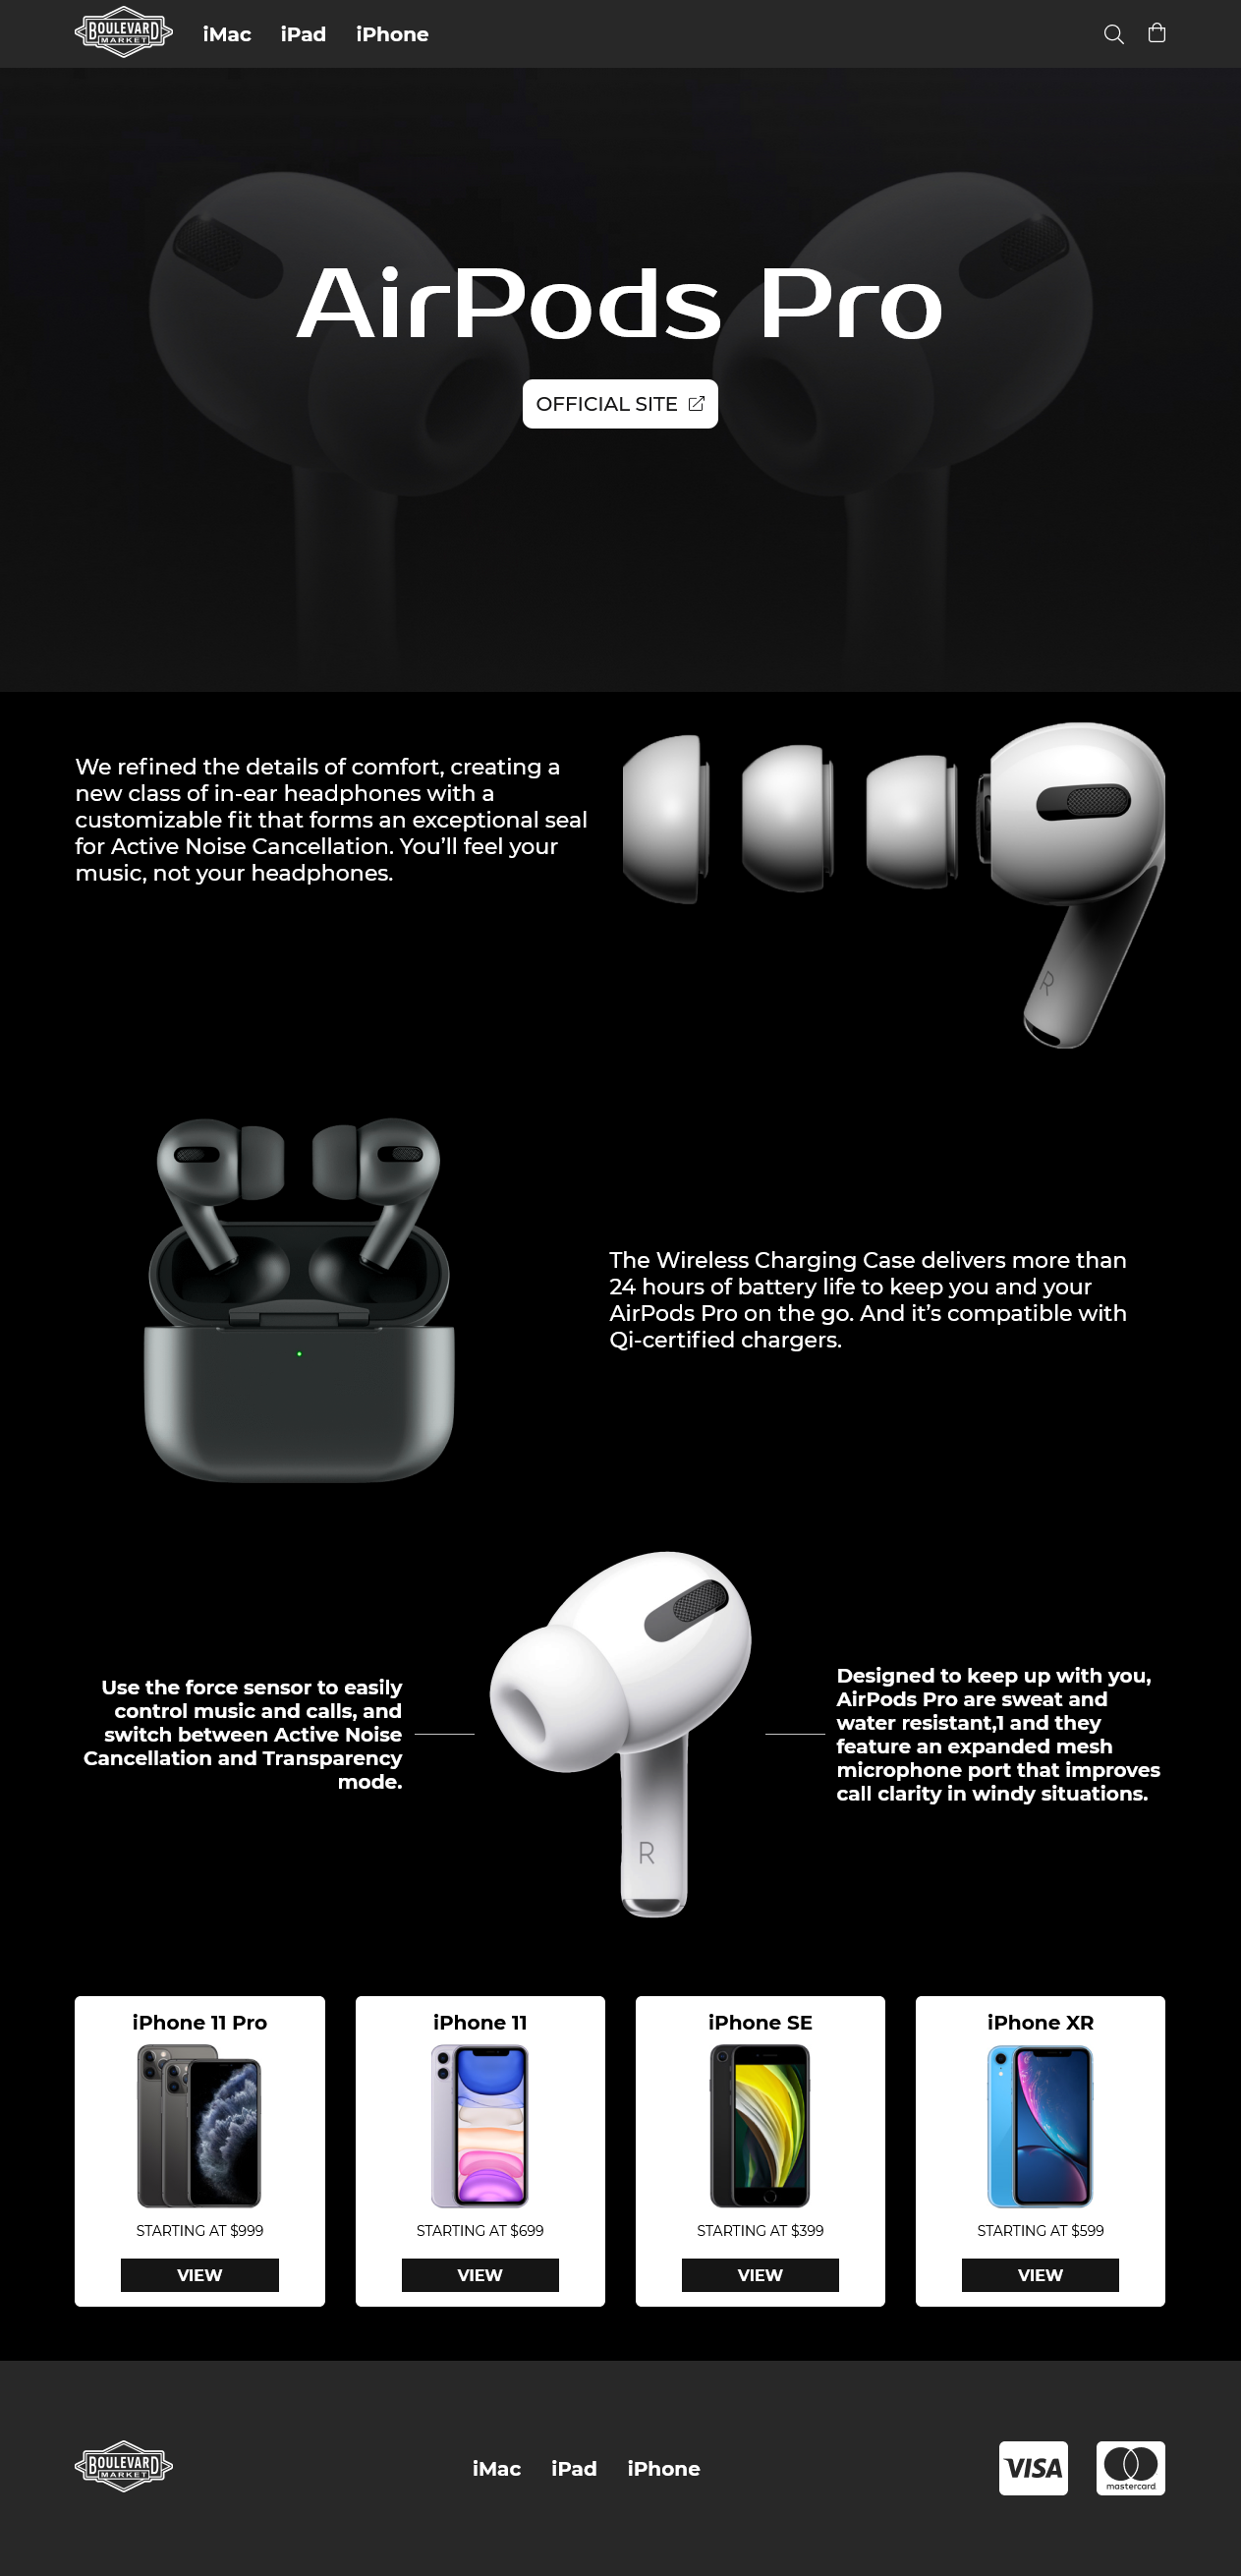 BOULEVARD
MARKET
iMac iPad iPhone
AirPods Pro
OFFICIAL SITE
We refined the details of comfort, creating a
new class of in-ear headphones with a
customizable fit that forms an exceptional seal
for Active Noise Cancellation. You’ll feel your
music, not your headphones.
R
The Wireless Charging Case delivers more than
24 hours of battery life to keep you and your
AirPods Pro on the go. And it’s compatible with
Qi-certified chargers.
Use the force sensor to easily
control music and calls, and
switch between Active Noise
Cancellation and Transparency
mode.
R
Designed to keep up with you,
AirPods Pro are sweat and
water resistant,1 and they
feature an expanded mesh
microphone port that improves
call clarity in windy situations.
iPhone 11 Pro
STARTING AT $999
VIEW
iPhone 11
STARTING AT $699
VIEW
iPhone SE
STARTING AT $399
VIEW
iPhone XR
STARTING AT $599
VIEW
BOULEVARD
MARKET
iMac iPad iPhone
VISA
mastercard